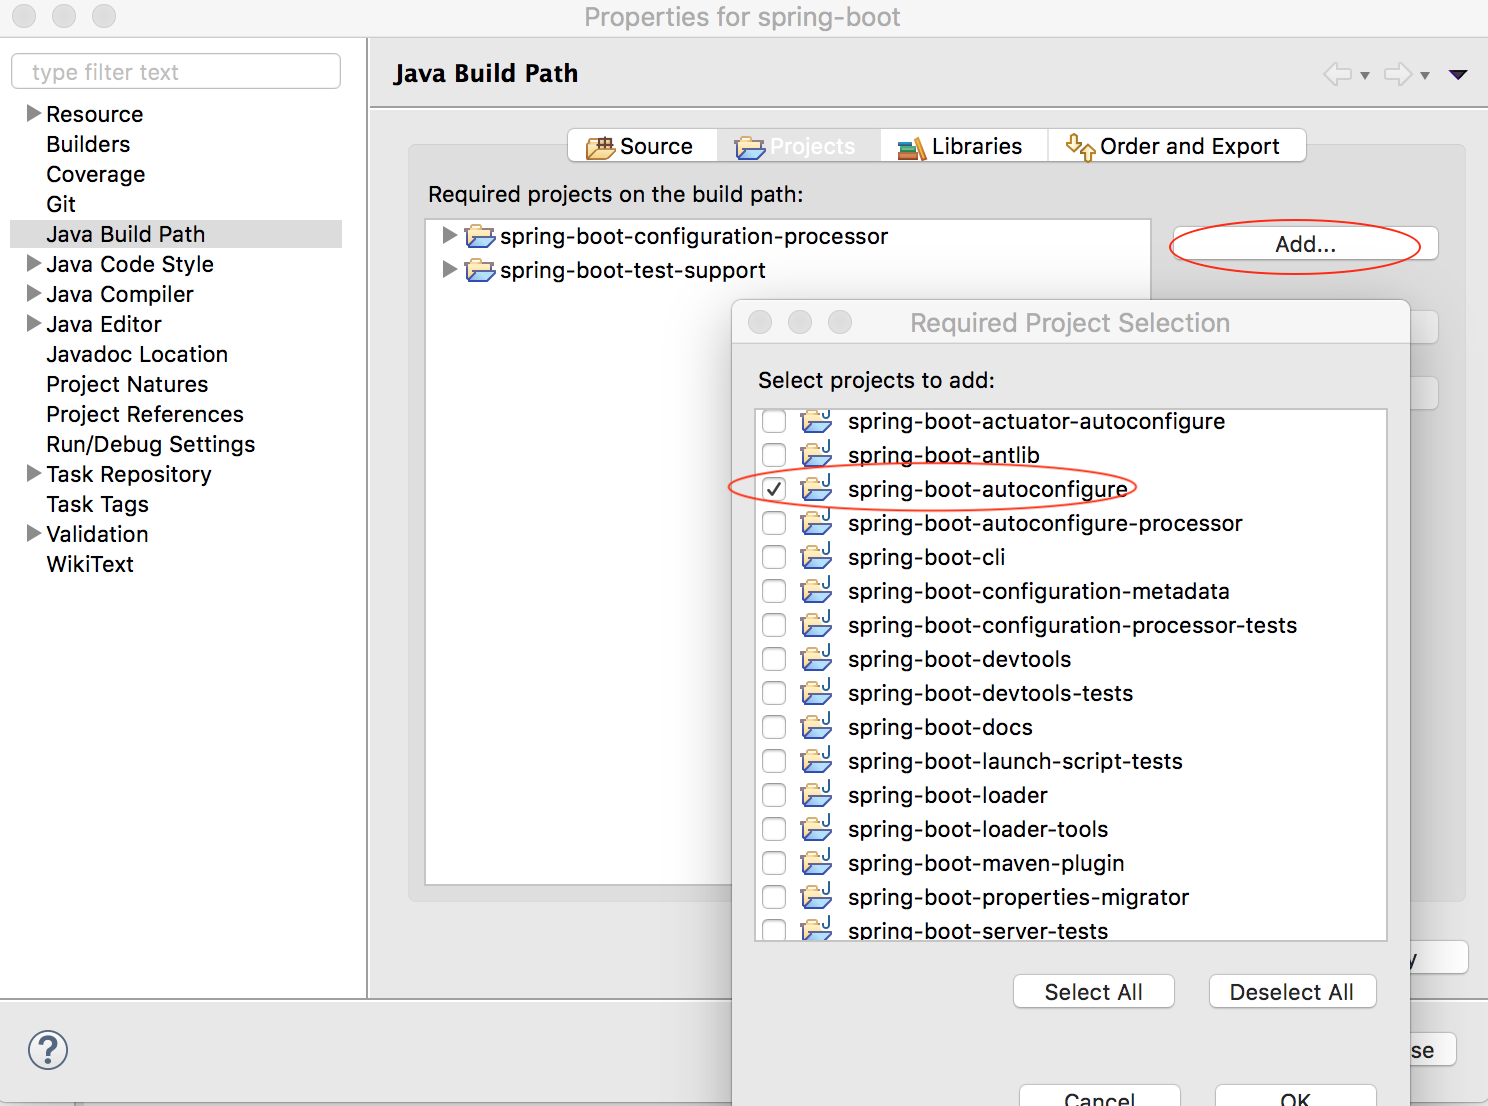 Properties for spring-boot
type filter text
Resource
Builders
Coverage
Git
Java Build Path
Java Code Style
Java Compiler
Java Editor
Javadoc Location
Project Natures
Project References
Run/Debug Settings
Task Repository
Task Tags
Validation
WikiText
Java Build Path
Source
Projects
Libraries
Order and Export
Required projects on the build path:
spring-boot-configuration-processor
spring-boot-test-support
Add...
Required Project Selection
Select projects to add:
spring-boot-actuator-autoconfigure
spring-boot-antlib
spring-boot-autoconfigure
spring-boot-autoconfigure-processor
spring-boot-cli
spring-boot-configuration-metadata
spring-boot-configuration-processor-tests
spring-boot-devtools
spring-boot-devtools-tests
spring-boot-docs
spring-boot-launch-script-tests
spring-boot-loader
spring-boot-loader-tools
spring-boot-maven-plugin
spring-boot-properties-migrator
spring-boot-server-tests
Select All
Deselect All
Cancel
OK
?